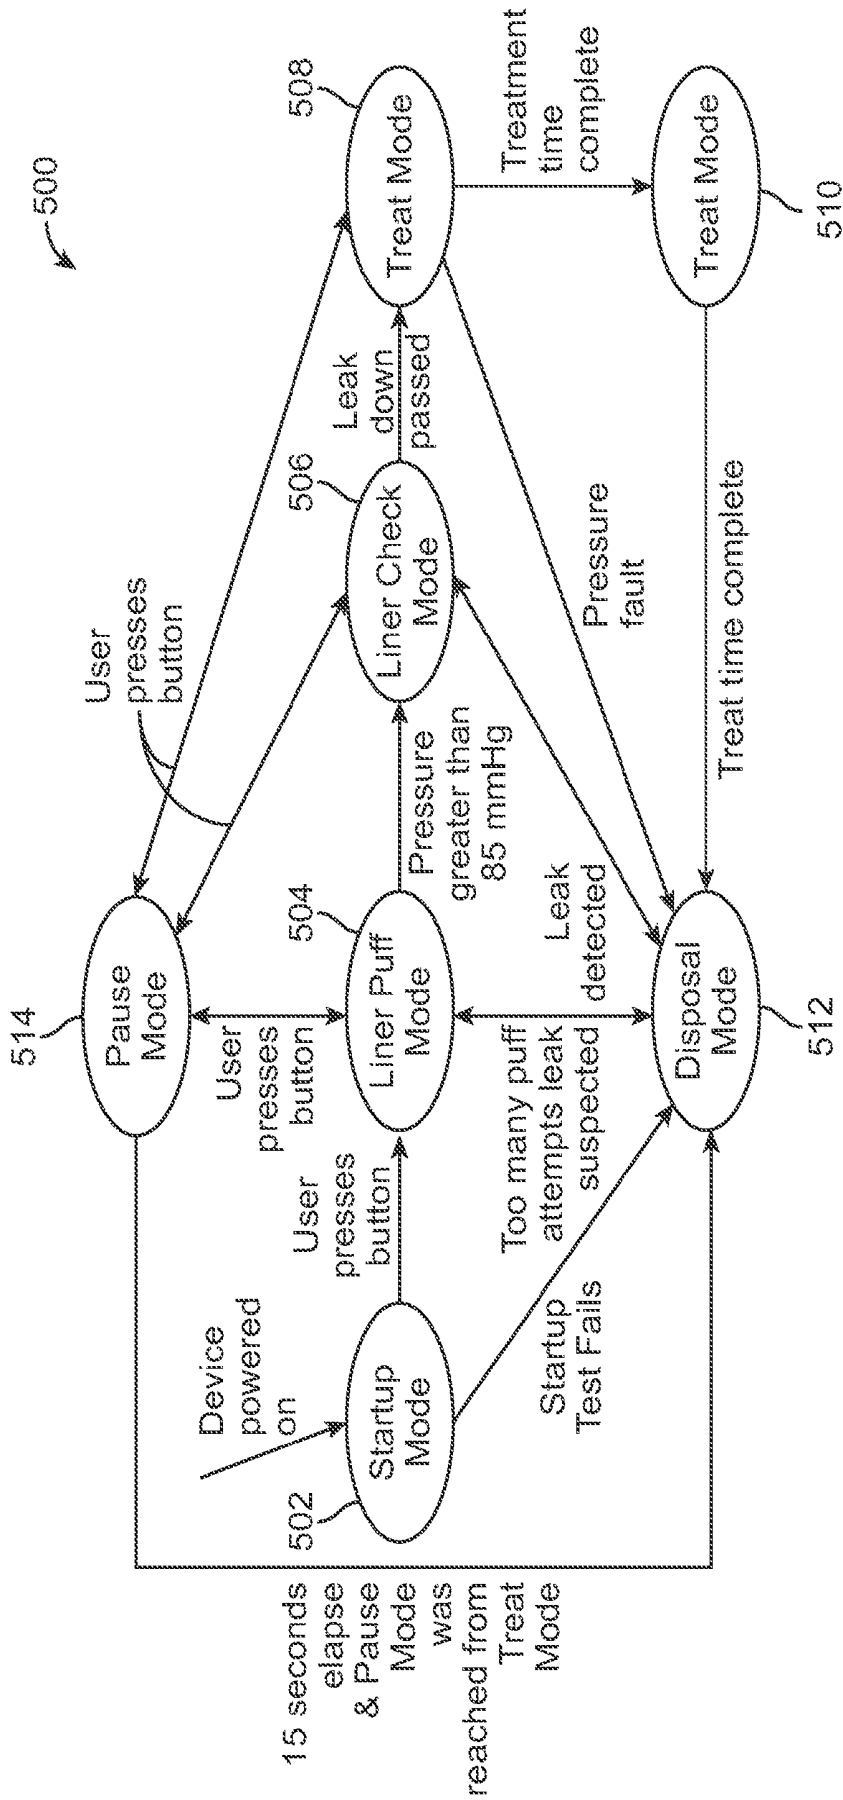 500
514
Pause
Mode
User
presses
button
508
Treat Mode
Device
powered
on
User
presses
button
504
506
Leak
down
passed
502
Startup
Mode
User
presses
button
Liner Puff
Mode
Pressure
greater than
85 mmHg
Liner Check
Mode
Treatment
time
complete
15 seconds
elapse
& Pause
Mode
was
reached from
Treat
Mode
Startup
Test Fails
Too many puff
attempts leak
suspected
Leak
detected
Pressure
fault
Disposal
Mode
512
Treat time complete
Treat Mode
510